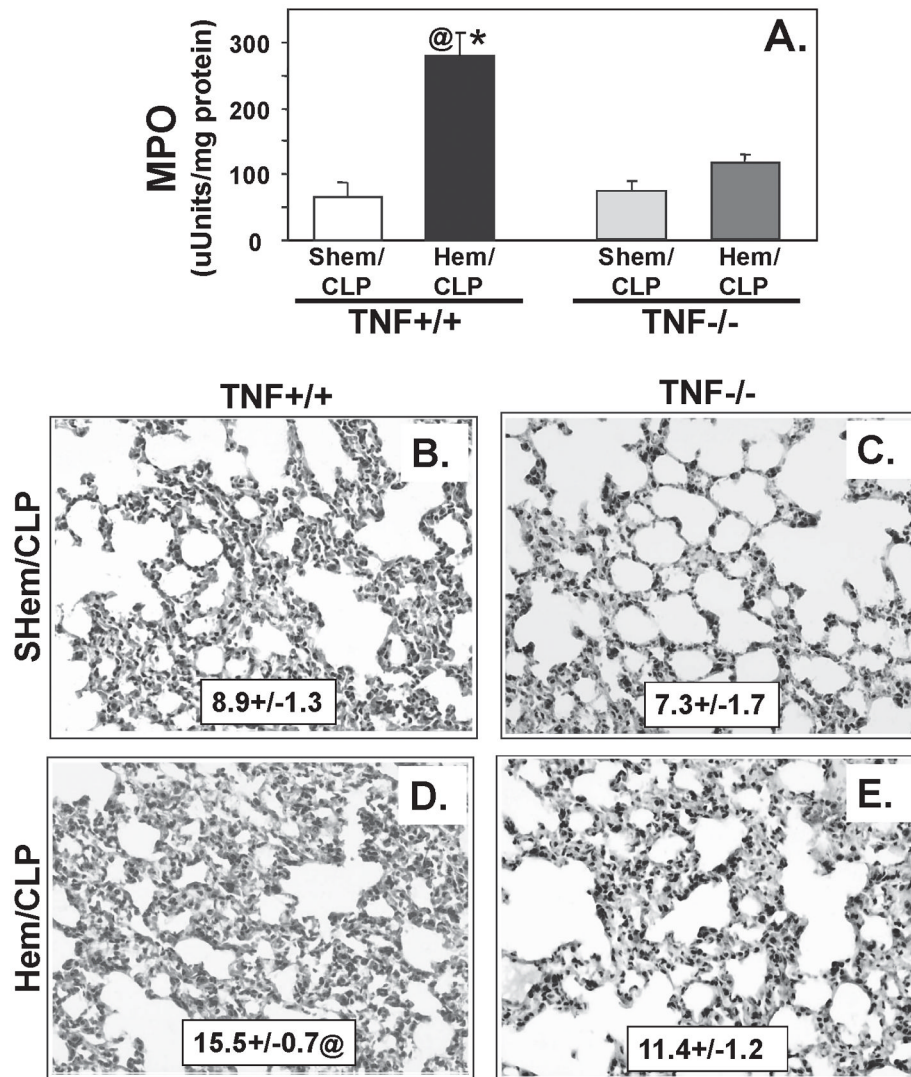 A.
MPO
(uUnits/mg protein)
300
200
100
0
@ *
Shem/ Hem/ Shem/ Hem/
CLP CLP CLP CLP
TNF+/+ TNF-/-
TNF+/+ TNF-/-
SHem/CLP
B.
8.9+/-1.3
C.
7.3+/-1.7
Hem/CLP
D.
15.5+/-0.7@
E.
11.4+/-1.2